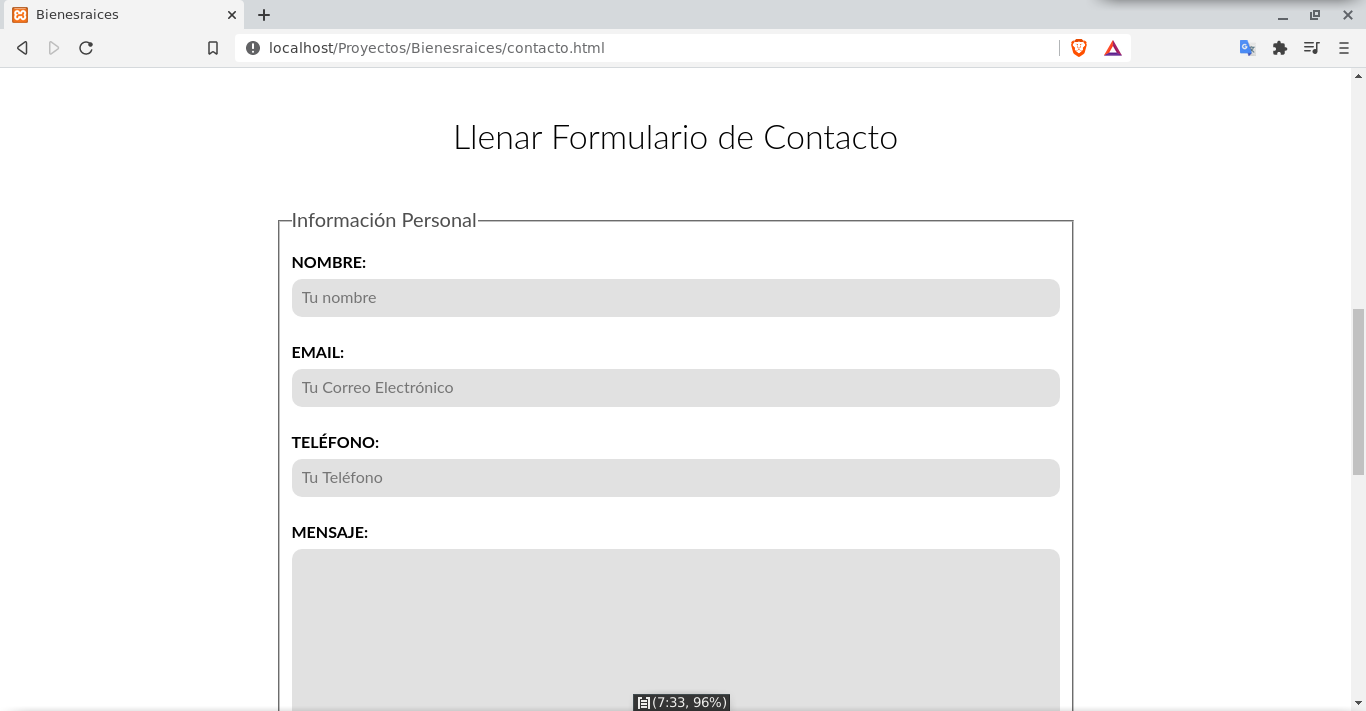 Bienesraices
localhost/Proyectos/Bienesraices/contacto.html
Llenar Formulario de Contacto
Información Personal
NOMBRE:
Tu nombre
EMAIL:
Tu Correo Electrónico
TELÉFONO:
Tu Teléfono
MENSAJE:
(7:33, 96%)